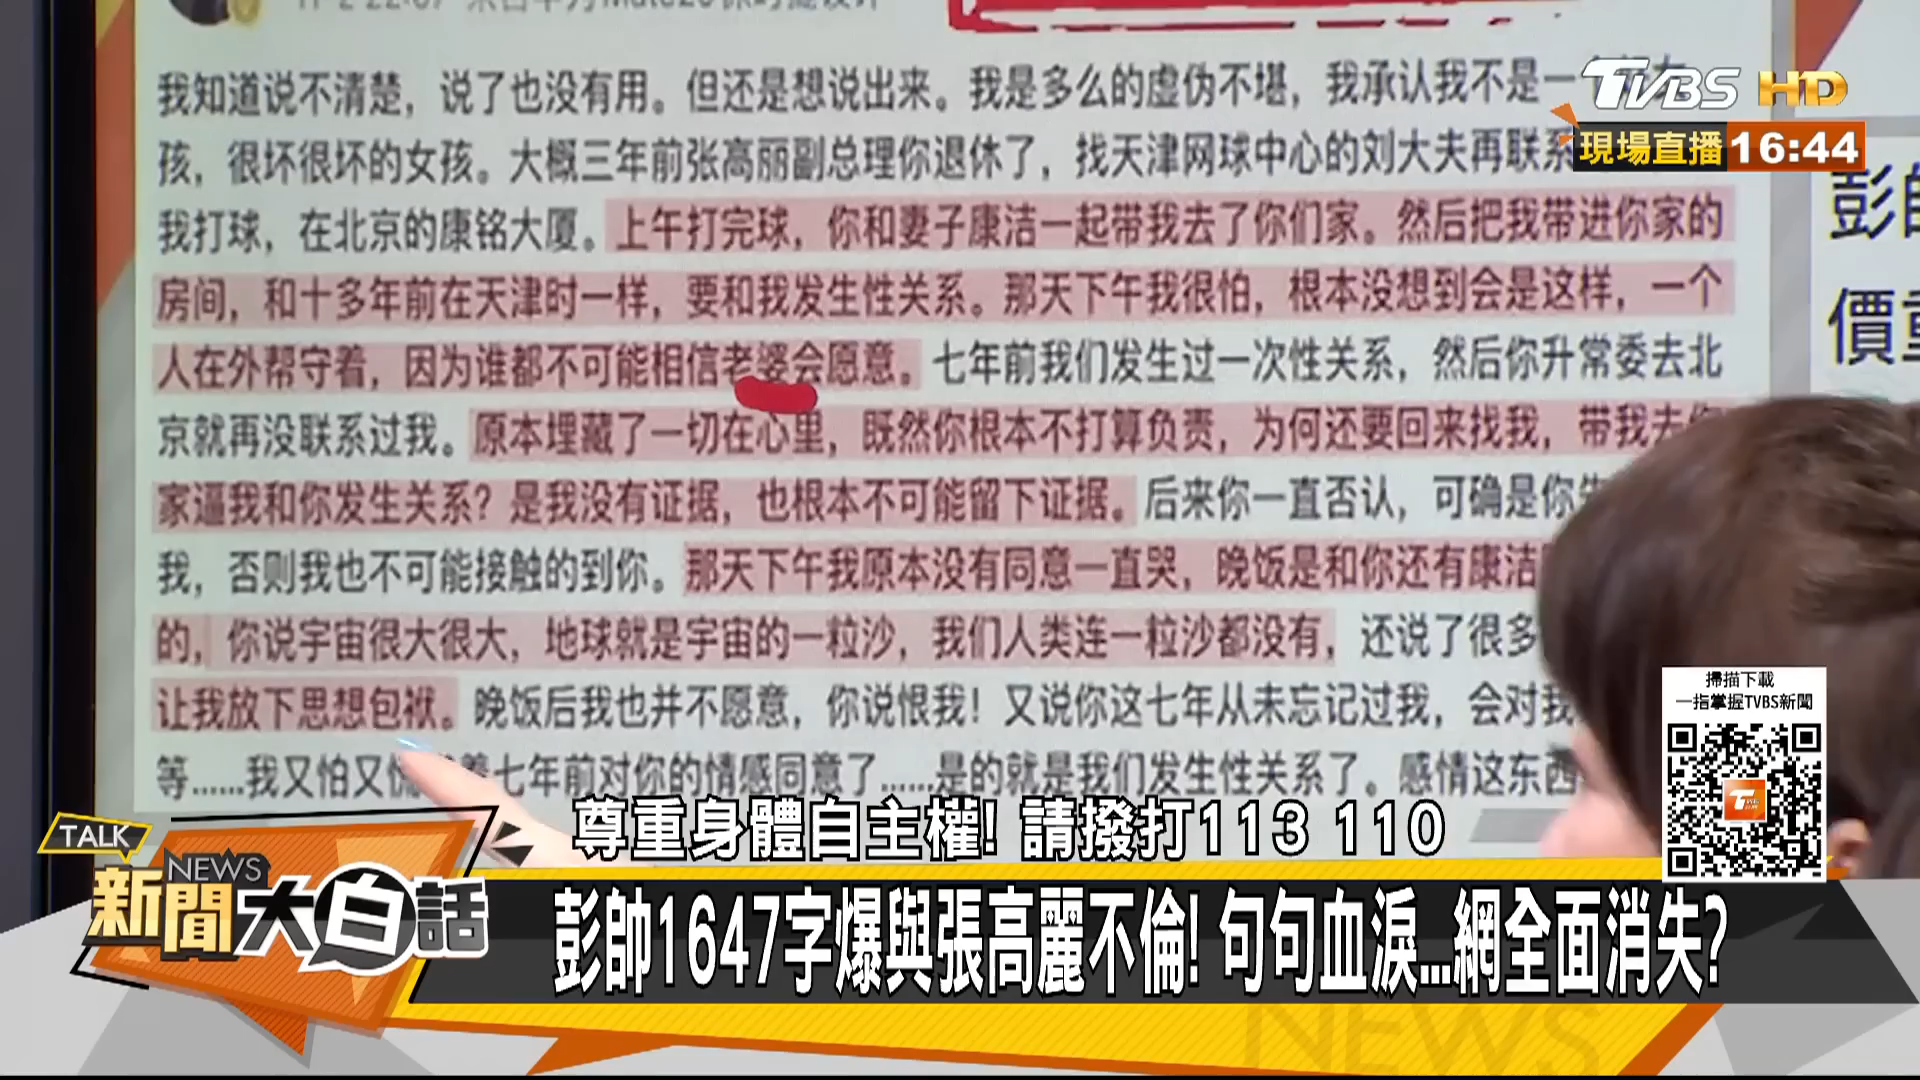 我知道说不清楚，说了也没有用。但还是想说出来。我是多么的虚伪不堪，我承认我不是一个好女
孩，很坏很坏的女孩。大概三年前张高丽副总理你退休了，找天津网球中心的刘大夫再联系
我打球，在北京的康铭大厦。上午打完球，你和妻子康洁一起带我去了你们家。然后把我带进你家的
房间，和十多年前在天津时一样，要和我发生性关系。那天下午我很怕，根本没想到会是这样，一个
人在外帮守着，因为谁都不可能相信老婆会愿意。七年前我们发生过一次性关系，然后你升常委去北
京就再没联系过我。原本埋藏了一切在心里，既然你根本不打算负责，为何还要回来找我，带我去你
家逼我和你发生关系？是我没有证据，也根本不可能留下证据。后来你一直否认，可确是你
我，否则我也不可能接触的到你。那天下午我原本没有同意一直哭，晚饭是和你还有康洁
的，你说宇宙很大很大，地球就是宇宙的一粒沙，我们人类连一粒沙都没有，还说了很多
让我放下思想包袱。晚饭后我也并不愿意，你说恨我！又说你这七年从未忘记过我，会对我
等……我又怕又慌 着七年前对你的情感同意了……是的就是我们发生性关系了。感情这东西
TVBS HD
現場直播 16:44
彭帥
價
掃描下載
一指掌握TVBS新聞
尊重身體自主權！請撥打113 110
TALK
NEWS
新聞大白話
彭帥1647字爆與張高麗不倫！句句血淚...網全面消失？
NEWS